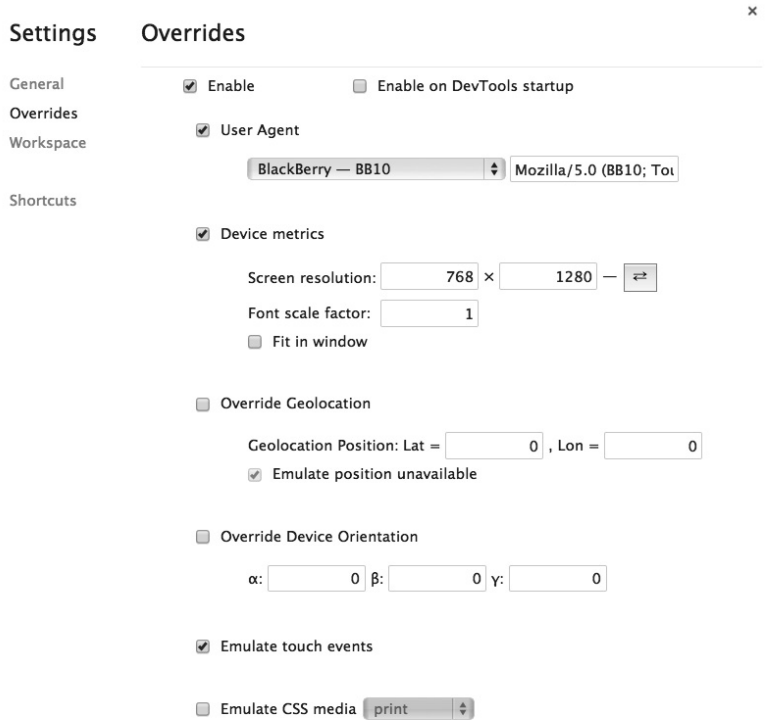 ×
Settings
Overrides
General
Overrides
Workspace
Shortcuts
Enable
Enable on DevTools startup
User Agent
BlackBerry — BB10
Mozilla/5.0 (BB10; Tou
Device metrics
Screen resolution: 768 × 1280 — ⇄
Font scale factor: 1
Fit in window
Override Geolocation
Geolocation Position: Lat = 0 , Lon = 0
Emulate position unavailable
Override Device Orientation
α: 0 β: 0 γ: 0
Emulate touch events
Emulate CSS media print